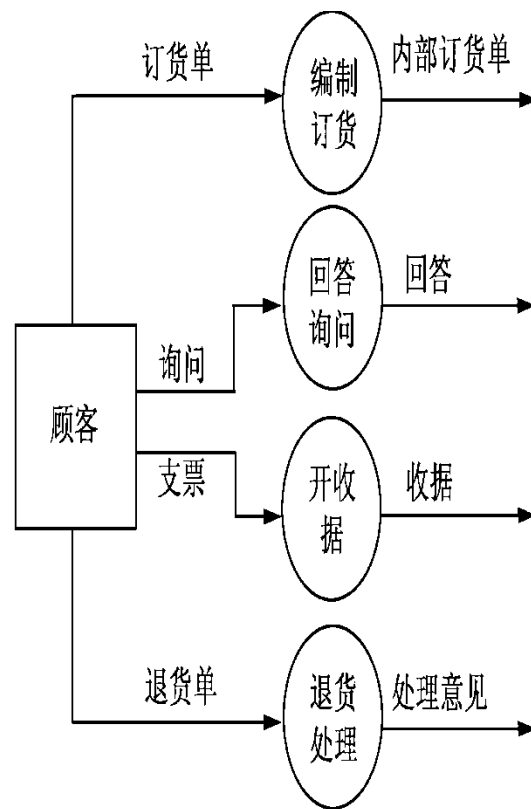 订货单
编制
订货
内部订货单
回答
询问
回答
询问
顾客
支票
开收
据
收据
退货单
退货
处理
处理意见